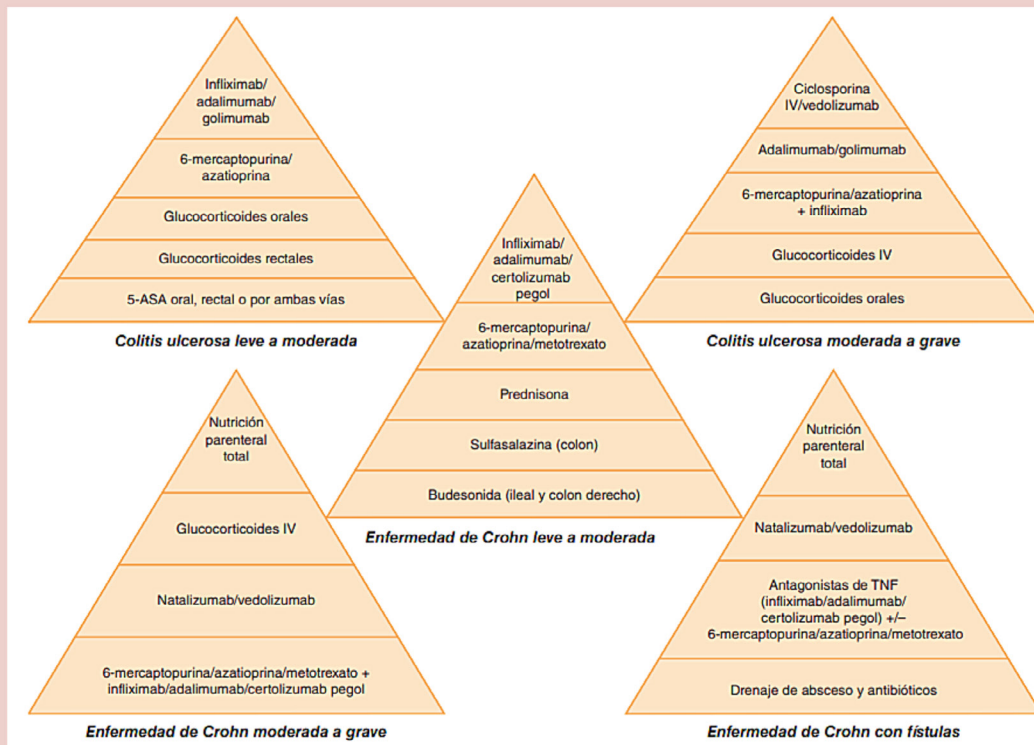 Infliximab/
adalimumab/
golimumab
6-mercaptopurina/
azatioprina
Glucocorticoides orales
Glucocorticoides rectales
5-ASA oral, rectal o por ambas vías
Colitis ulcerosa leve a moderada
Ciclosporina
IV/vedolizumab
Adalimumab/golimumab
6-mercaptopurina/azatioprina
+ infliximab
Glucocorticoides IV
Glucocorticoides orales
Colitis ulcerosa moderada a grave
Infliximab/
adalimumab/
certolizumab
pegol
6-mercaptopurina/
azatioprina/metotrexato
Prednisona
Sulfasalazina (colon)
Budesonida (ileal y colon derecho)
Enfermedad de Crohn leve a moderada
Nutrición
parenteral
total
Glucocorticoides IV
Natalizumab/vedolizumab
6-mercaptopurina/azatioprina/metotrexato +
infliximab/adalimumab/certolizumab pegol
Enfermedad de Crohn moderada a grave
Nutrición
parenteral
total
Natalizumab/vedolizumab
Antagonistas de TNF
(infliximab/adalimumab/
certolizumab pegol) +/–
6-mercaptopurina/azatioprina/metotrexato
Drenaje de absceso y antibióticos
Enfermedad de Crohn con fístulas